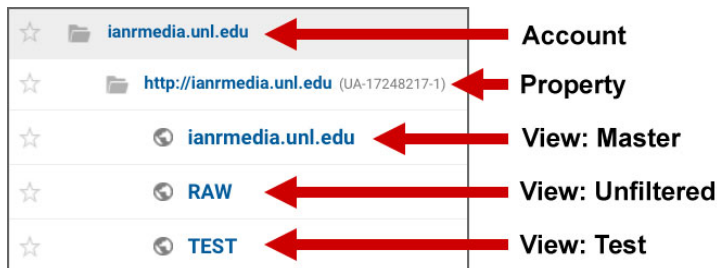 ianrmedia.unl.edu Account
http://ianrmedia.unl.edu (UA-17248217-1) Property
ianrmedia.unl.edu View: Master
RAW View: Unfiltered
TEST View: Test